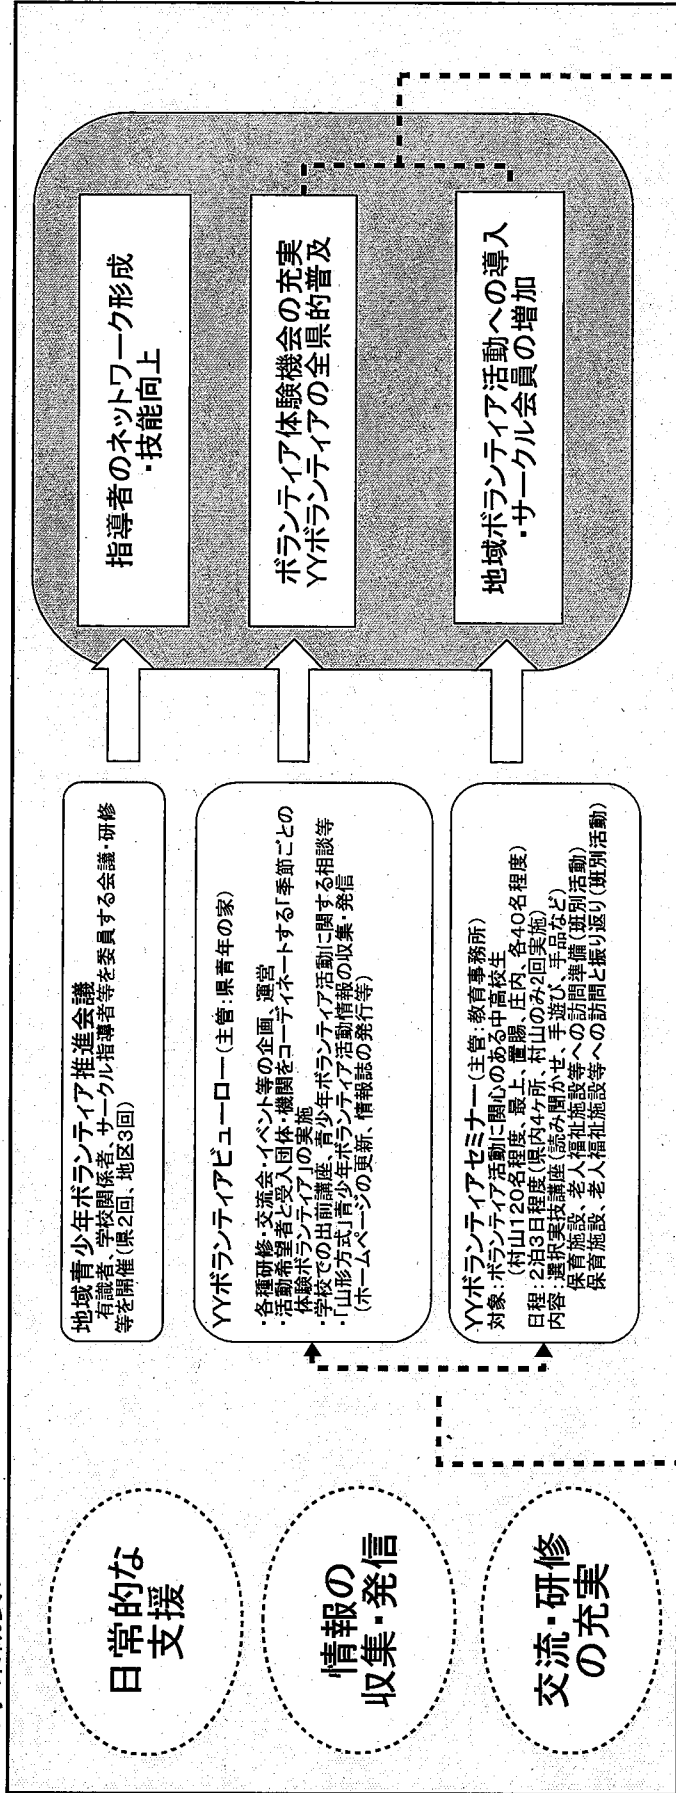 日常的な
支援
情報の
収集・発信
交流・研修
の充実
地域青少年ボランティア推進会議
有識者、学校関係者、サークル指導者等を委員する会議・研修
等を開催(県2回、地区3回)
YYボランティアビューロー(主管:県青年の家)
・各種研修・交流会・イベント等の企画、運営
・活動希望者と受入団体・機関をコーディネートする「季節ごとの
体験ボランティア」の実施
・学校での出前講座、青少年ボランティア活動に関する相談等
・「山形方式」青少年ボランティア活動情報の収集・発信
(ホームページの更新、情報誌の発行等)
YYボランティアセミナー(主管:教育事務所)
対象:ボランティア活動に関心のある中高校生
(村山120名程度、最上、置賜、庄内、各40名程度)
日程:2泊3日程度(県内4ヶ所、村山のみ2回実施)
内容:選択実技講座(読み聞かせ、手遊び、手品など)
保育施設、老人福祉施設等への訪問準備(班別活動)
保育施設、老人福祉施設等への訪問と振り返り(班別活動)
指導者のネットワーク形成
・技能向上
ボランティア体験機会の充実
YYボランティアの全県的普及
地域ボランティア活動への導入
・サークル会員の増加